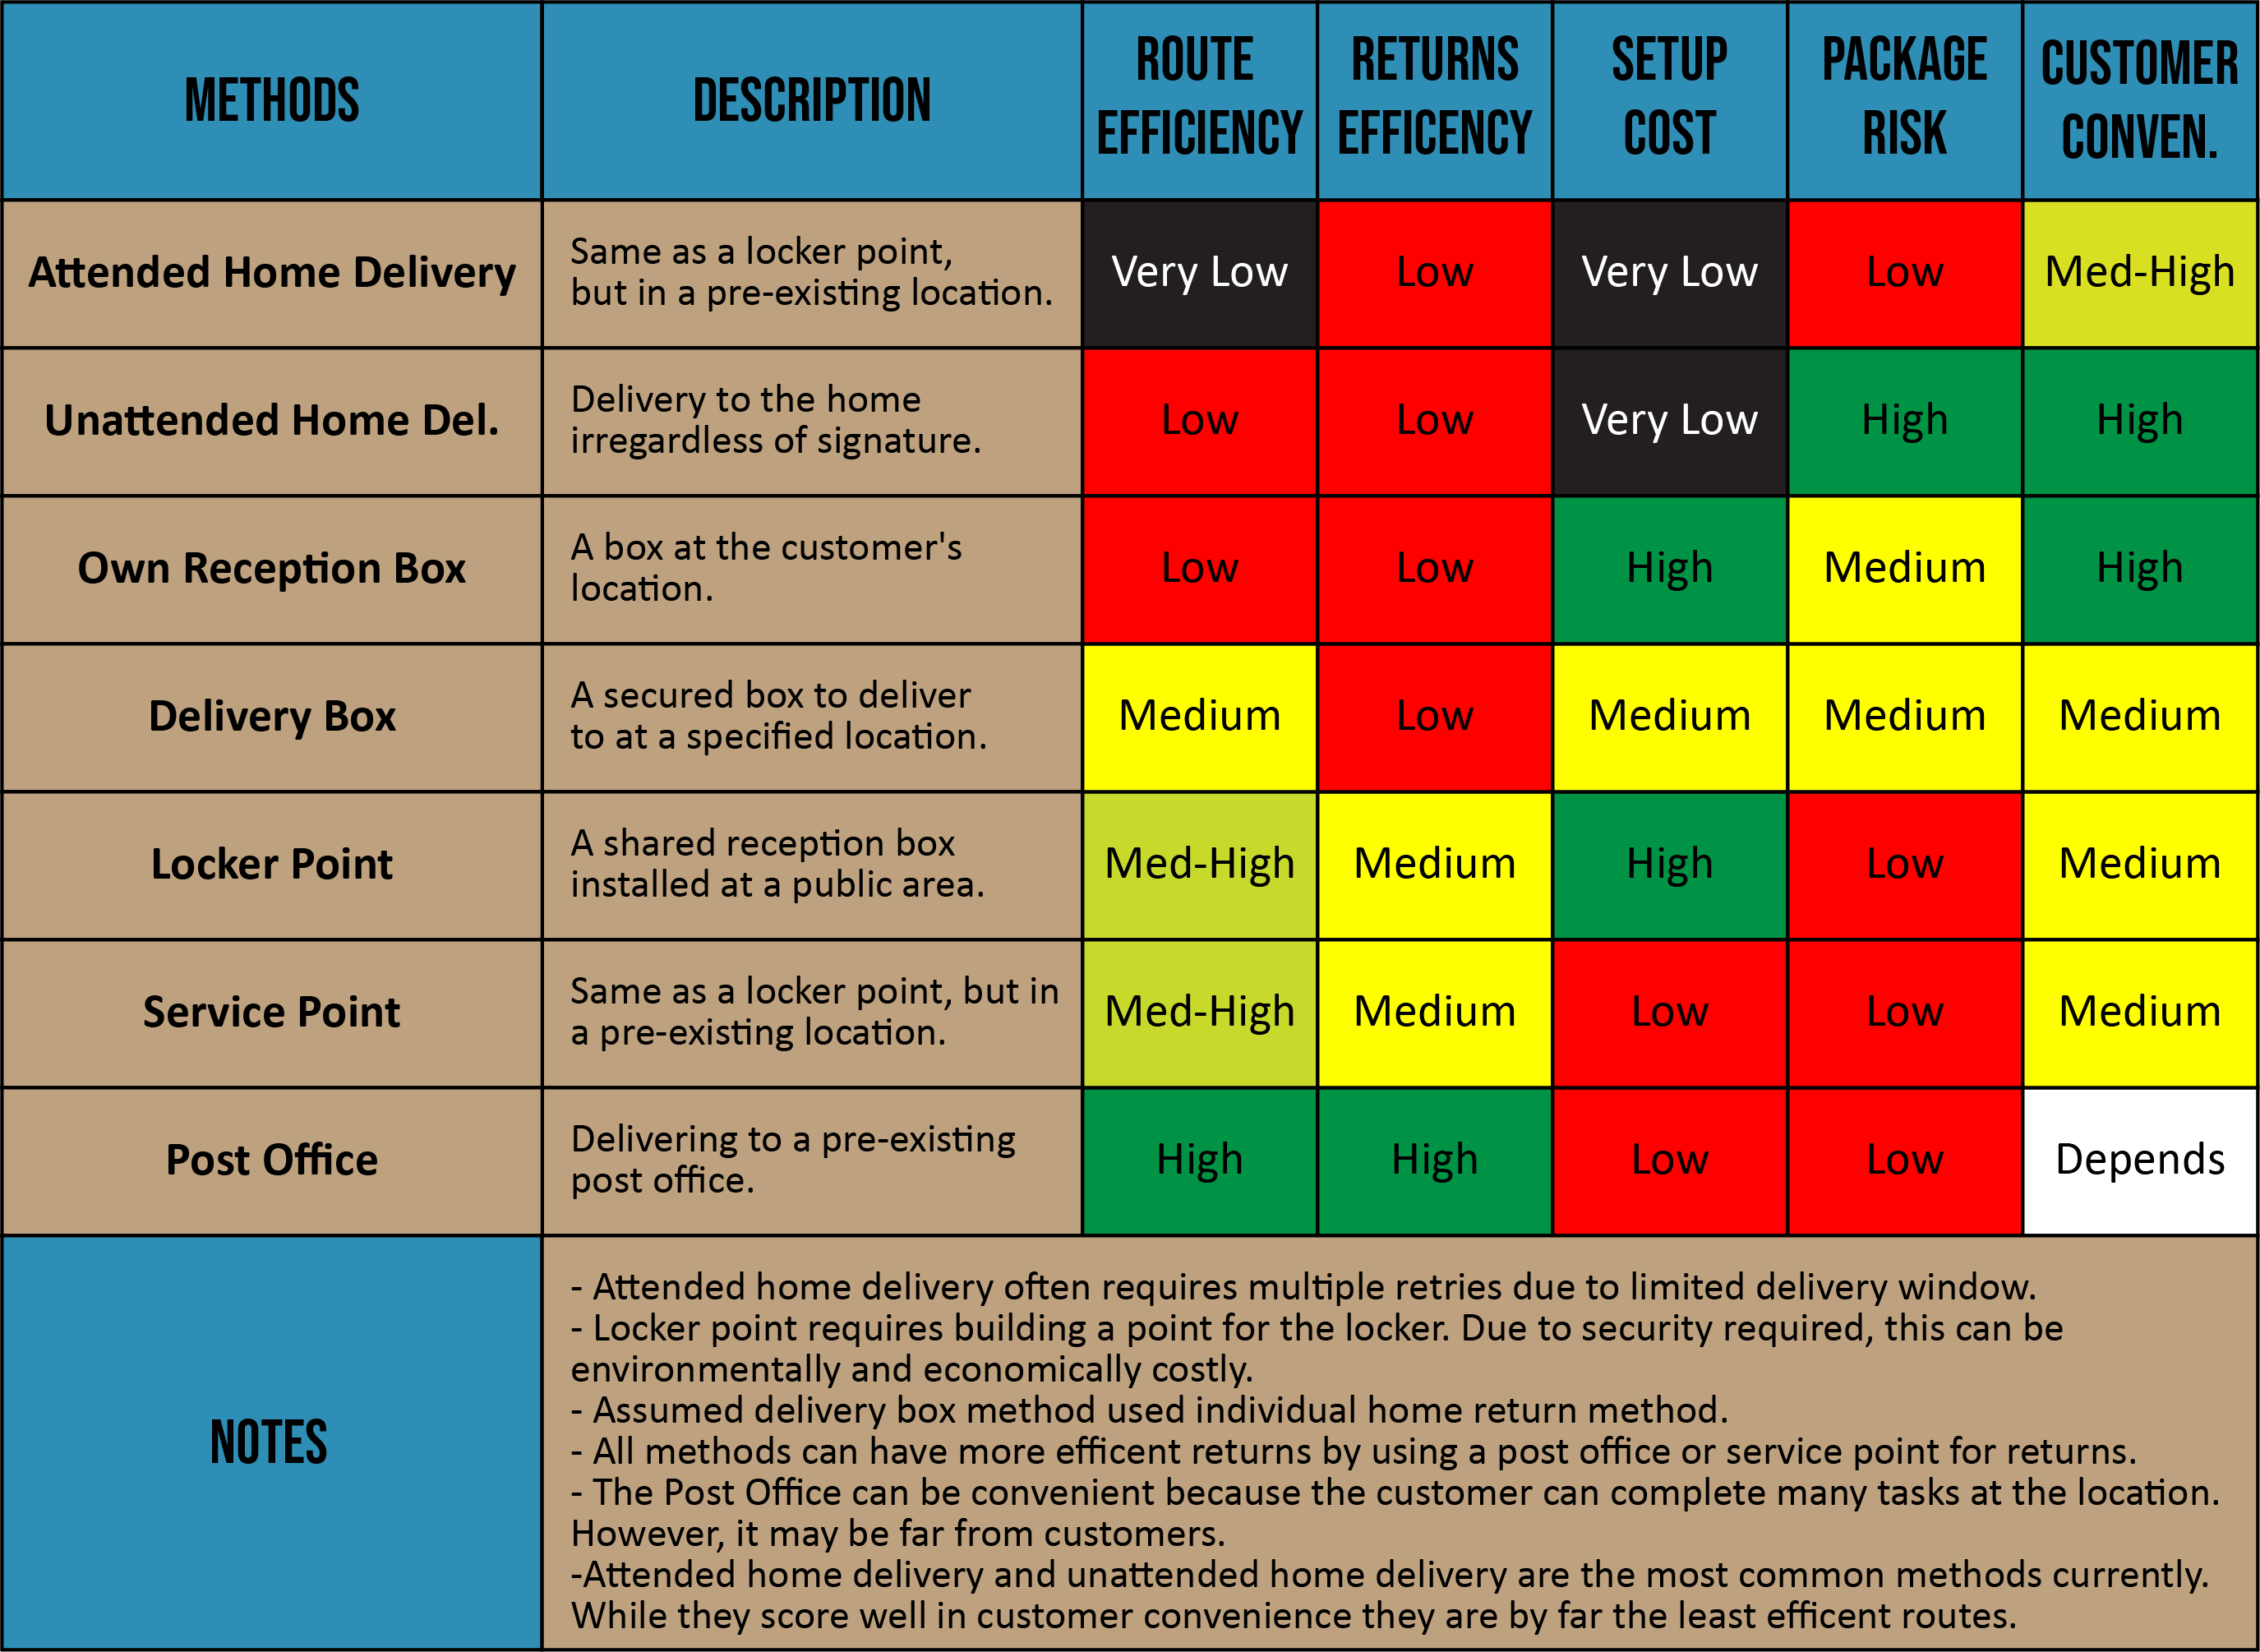 METHODS
DESCRIPTION
ROUTE
EFFICIENCY
RETURNS
EFFICENCY
SETUP
COST
PACKAGE
RISK
CUSTOMER
CONVEN.
Attended Home Delivery
Same as a locker point,
but in a pre-existing location.
Very Low
Low
Very Low
Low
Med-High
Unattended Home Del.
Delivery to the home
irregardless of signature.
Low
Low
Very Low
High
High
Own Reception Box
A box at the customer's
location.
Low
Low
High
Medium
High
Delivery Box
A secured box to deliver
to at a specified location.
Medium
Low
Medium
Medium
Medium
Locker Point
A shared reception box
installed at a public area.
Med-High
Medium
High
Low
Medium
Service Point
Same as a locker point, but in
a pre-existing location.
Med-High
Medium
Low
Low
Medium
Post Office
Delivering to a pre-existing
post office.
High
High
Low
Low
Depends
NOTES
- Attended home delivery often requires multiple retries due to limited delivery window.
- Locker point requires building a point for the locker. Due to security required, this can be
environmentally and economically costly.
- Assumed delivery box method used individual home return method.
- All methods can have more efficent returns by using a post office or service point for returns.
- The Post Office can be convenient because the customer can complete many tasks at the location.
However, it may be far from customers.
-Attended home delivery and unattended home delivery are the most common methods currently.
While they score well in customer convenience they are by far the least efficent routes.